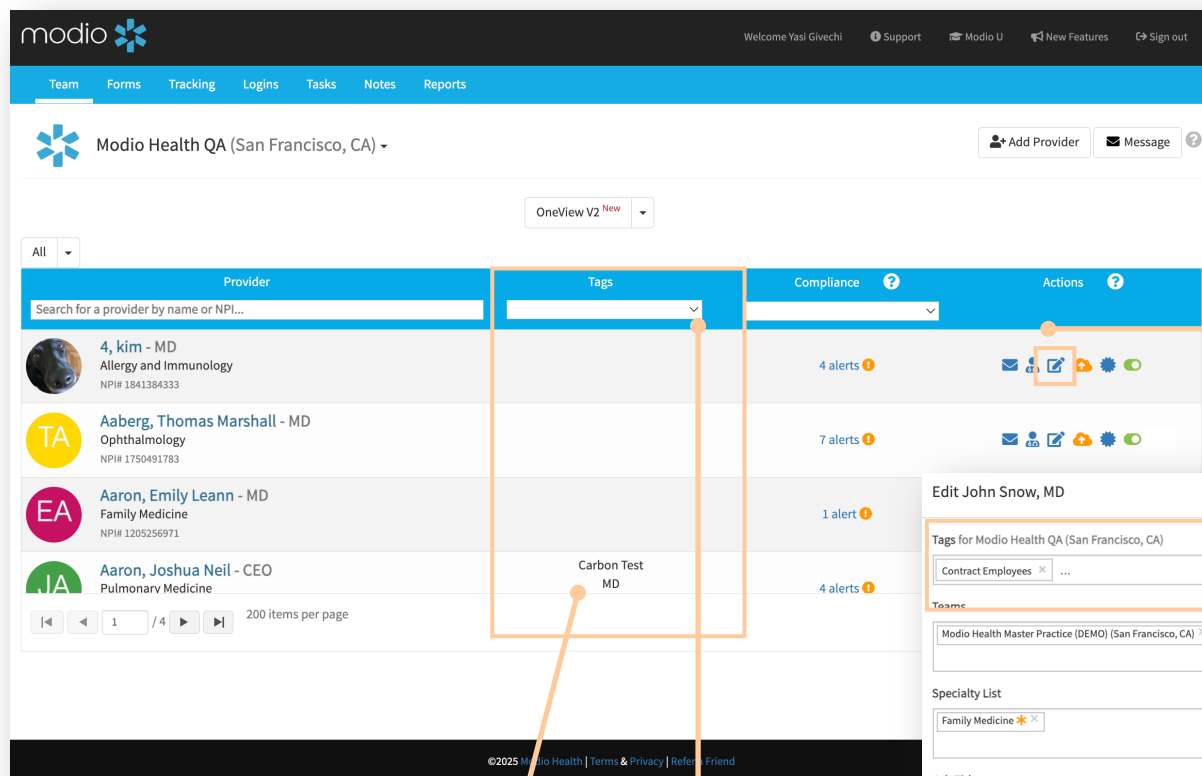 modio
Welcome Yasi Givechi Support Modio U New Features Sign out
Team Forms Tracking Logins Tasks Notes Reports
Modio Health QA (San Francisco, CA)
Add Provider Message
OneView V2 New
All
Provider Tags Compliance Actions
Search for a provider by name or NPI...
4, kim - MD
Allergy and Immunology
NPI# 1841384333
4 alerts
TA
Aaberg, Thomas Marshall - MD
Ophthalmology
NPI# 1750491783
7 alerts
EA
Aaron, Emily Leann - MD
Family Medicine
NPI# 1205256971
1 alert
JA
Aaron, Joshua Neil - CEO
Pulmonary Medicine
Carbon Test
MD
4 alerts
1 / 4 200 items per page
Edit John Snow, MD
Tags for Modio Health QA (San Francisco, CA)
Contract Employees × ...
Teams
Modio Health Master Practice (DEMO) (San Francisco, CA) ×
Specialty List
Family Medicine ×
©2025 Modio Health | Terms & Privacy | Refer a Friend